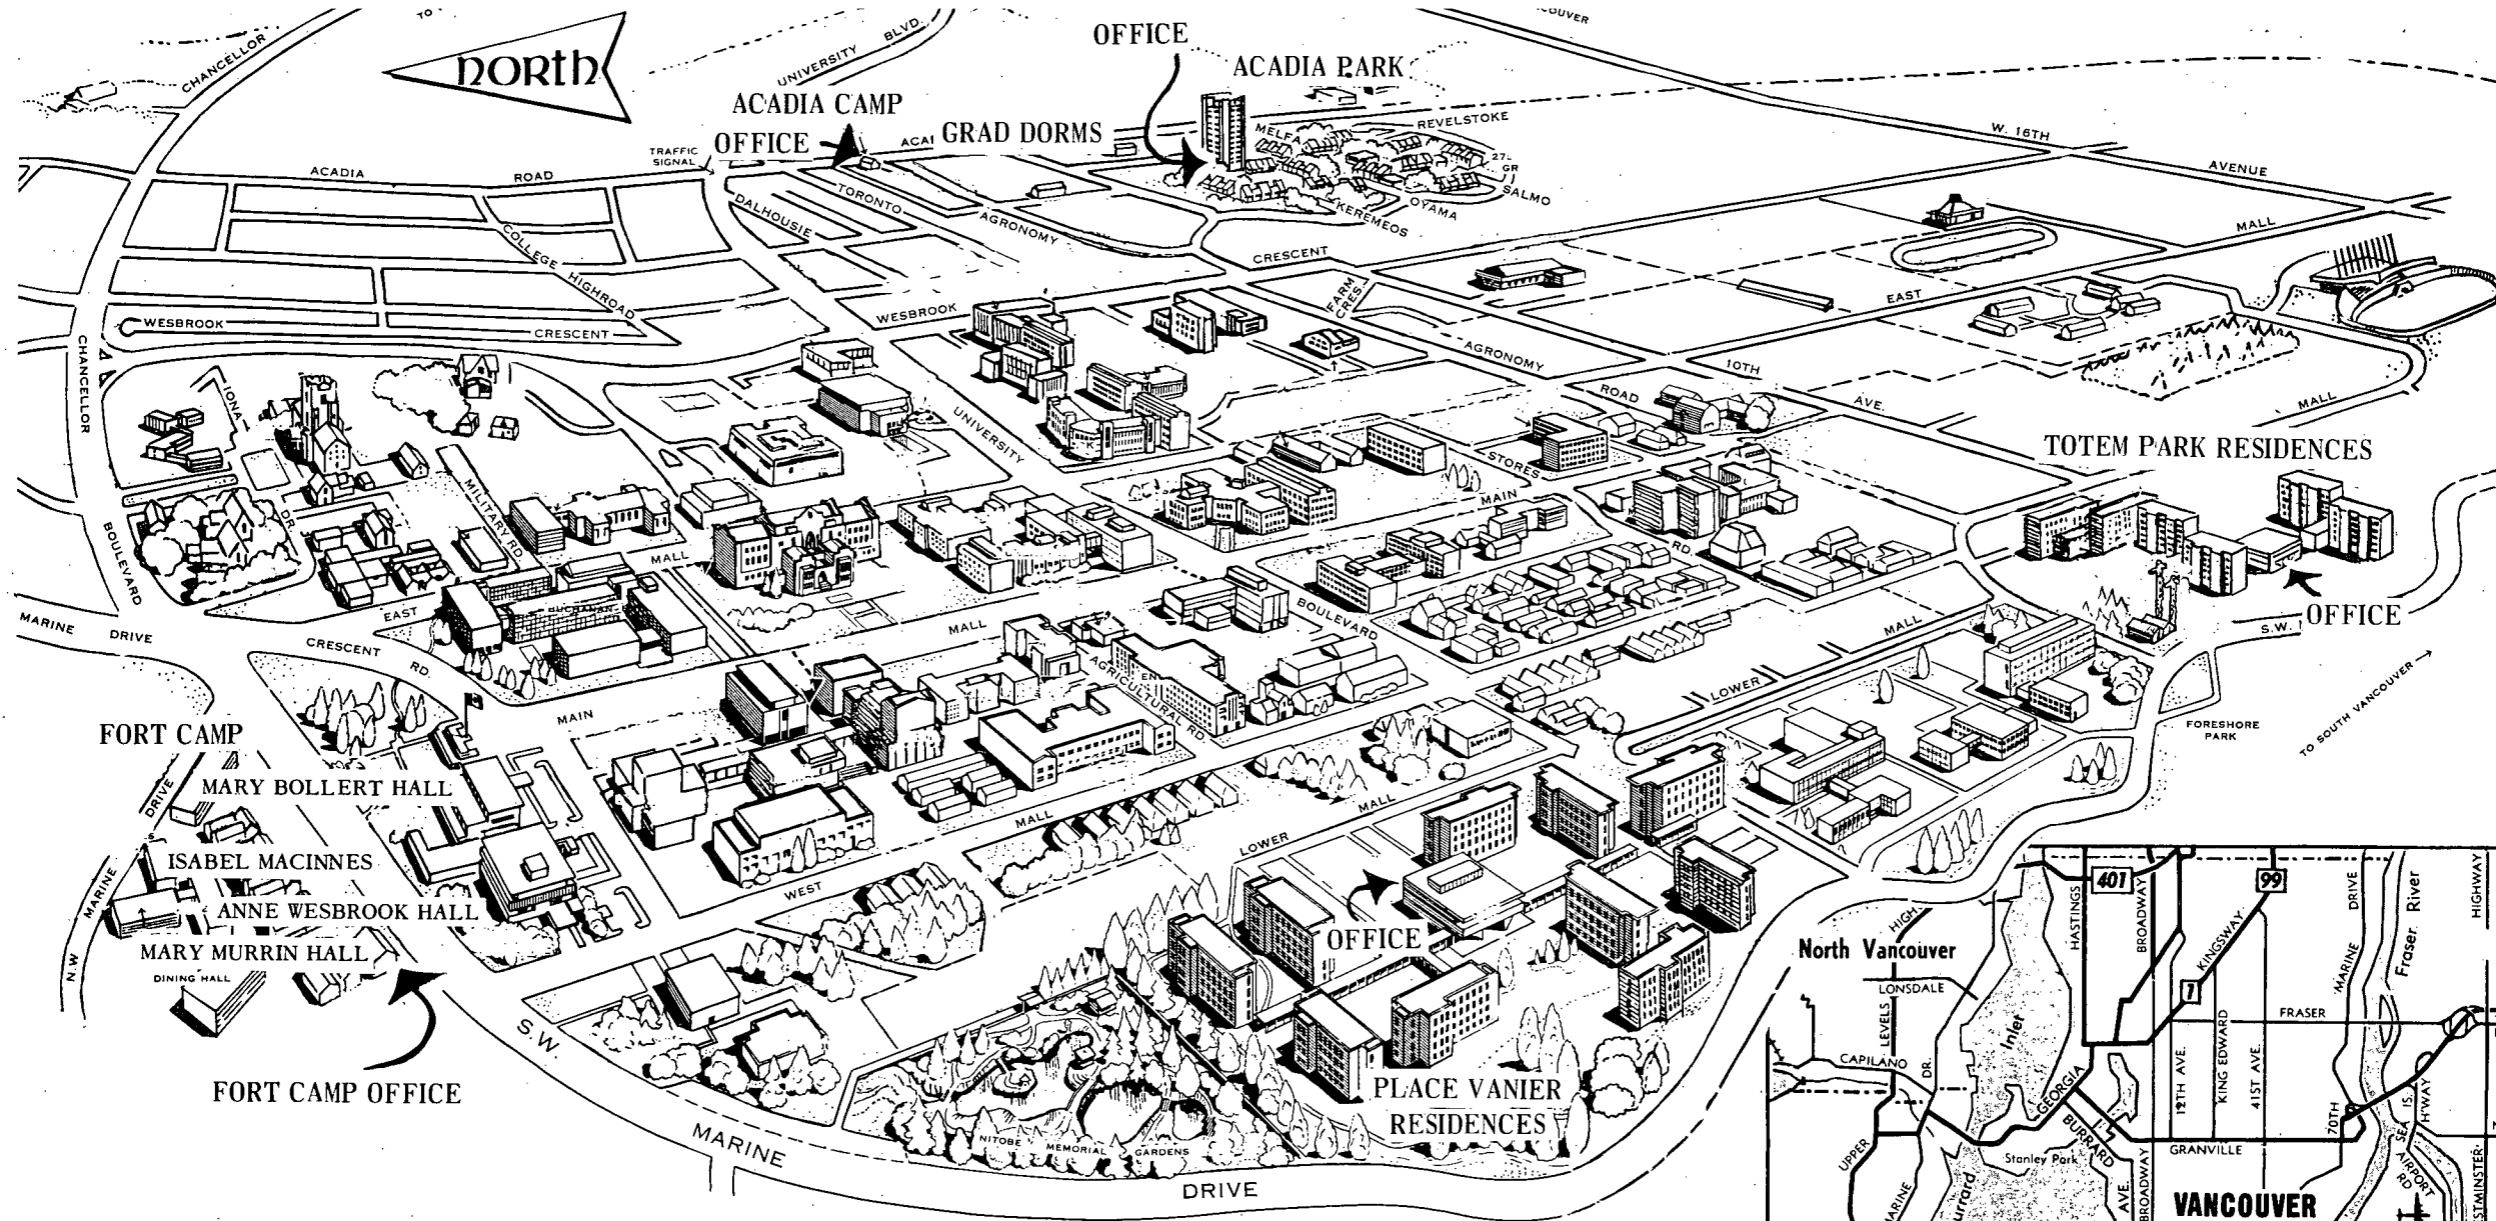 TO
CHANCELLOR
NORTH
UNIVERSITY BLVD.
OFFICE
ACADIA PARK
ACADIA CAMP
OFFICE
GRAD DORMS
TRAFFIC
SIGNAL
ACADIA ROAD
MELFA
REVELSTOKE
SALMO
OYAMA
KEREMEOS
W. 16TH
AVENUE
MALL
DALHOUSIE
TORONTO
AGRONOMY
COLLEGE HIGHROAD
CRESCENT
FARM
CRES.
EAST
WESBROOK
WESBROOK
CRESCENT
CHANCELLOR
IONA
DR.
AGRONOMY
ROAD
10TH
AVE.
MALL
UNIVERSITY
TOTEM PARK RESIDENCES
STORES
RD.
MAIN
MILITARY RD
BOULEVARD
MALL
EAST
BUCHANAN
BOULEVARD
OFFICE
S.W.
MARINE DRIVE
CRESCENT RD.
MALL
MALL
AGRICULTURAL RD.
LOWER
FORESHORE
PARK
TO SOUTH VANCOUVER
MAIN
FORT CAMP
MARY BOLLERT HALL
DRIVE
MALL
MALL
LOWER
ISABEL MACINNES
MARINE
WEST
ANNE WESBROOK HALL
OFFICE
MARY MURRIN HALL
DINING HALL
N.W
S.W.
FORT CAMP OFFICE
PLACE VANIER
RESIDENCES
NITOBE MEMORIAL GARDENS
MARINE
DRIVE
401
99
HASTINGS
BROADWAY
KINGSWAY
MARINE DRIVE
Fraser River
HIGHWAY
North Vancouver
HIGH
LONSDALE
LEVELS
7
FRASER
Inlet
CAPILANO
DR.
GEORGIA
12TH AVE.
KING EDWARD
41ST AVE.
70TH
SEA IS.
H'WAY
BURRARD
GRANVILLE
UPPER
Stanley Park
AIRPORT
RD
AVE.
BROADWAY
VANCOUVER